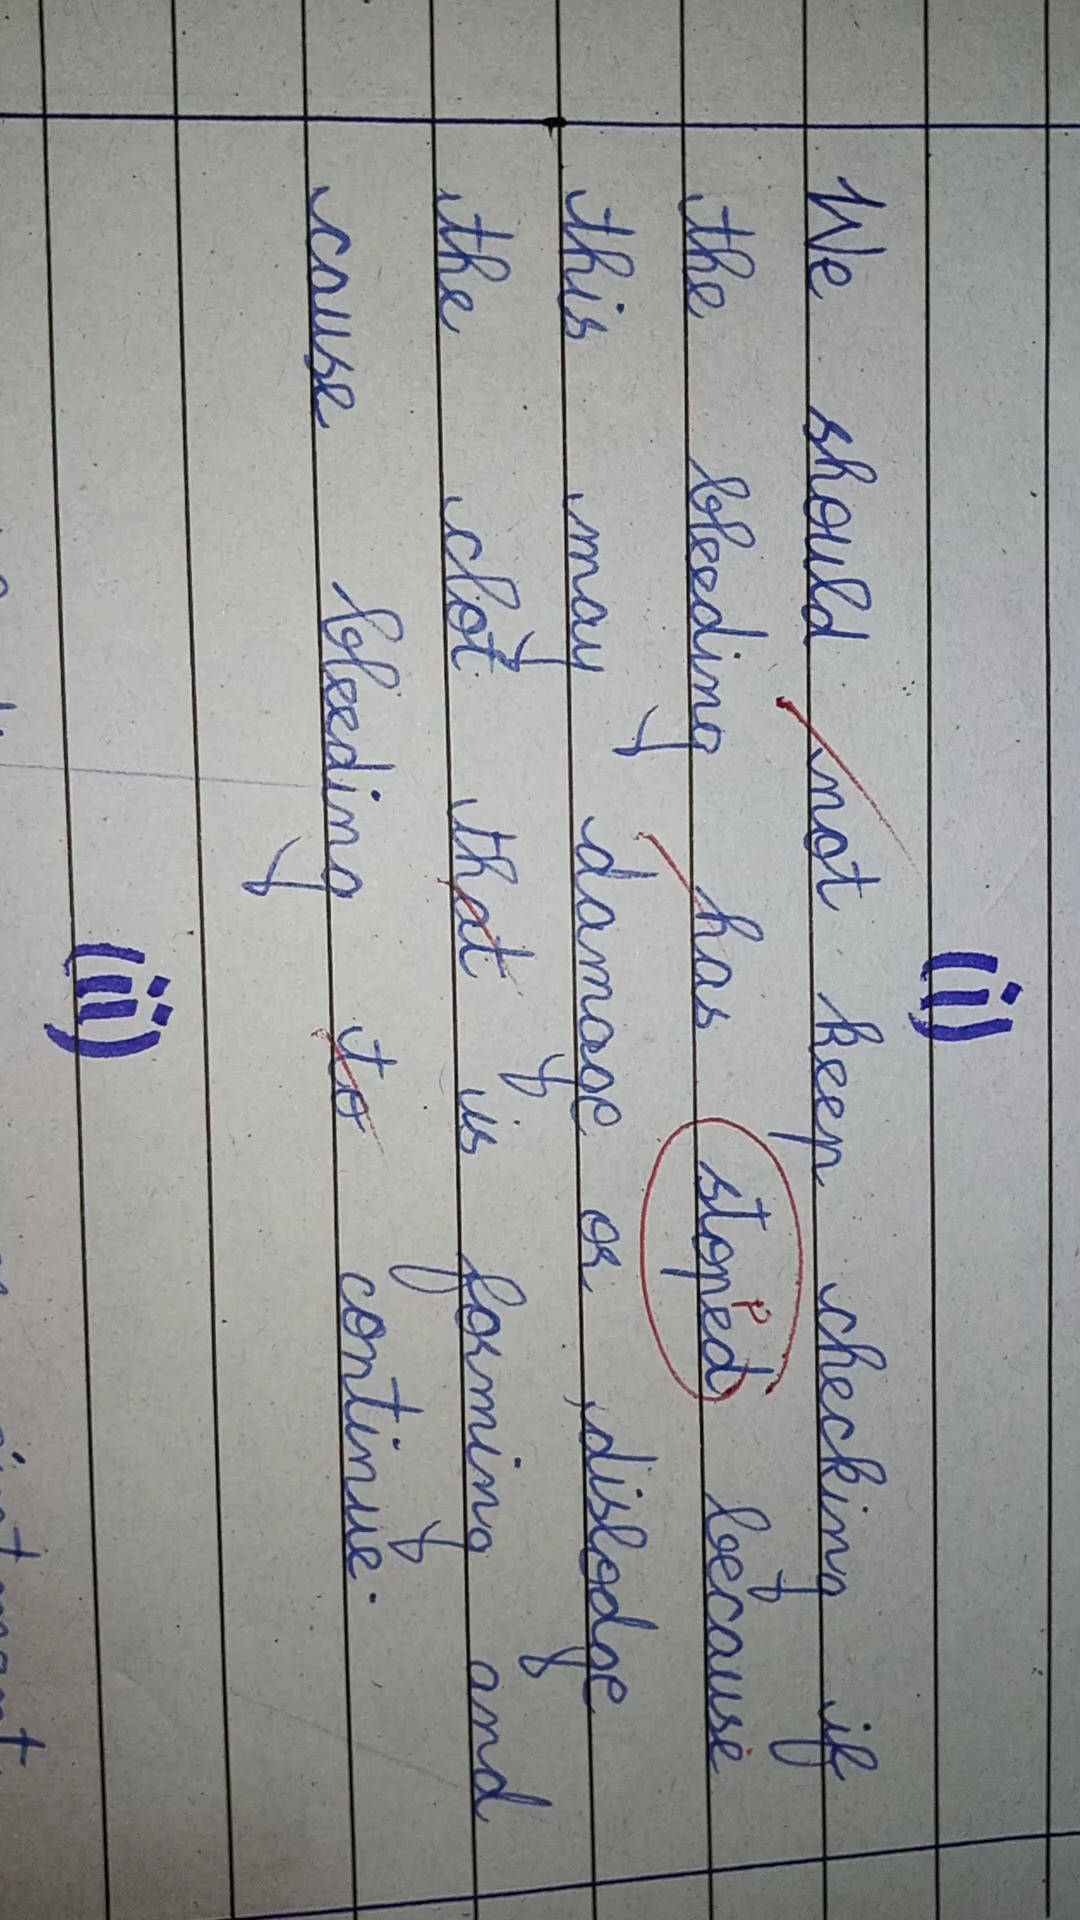 (i)
We should not keep checking if
the bleeding has stoped because
this may damage or dislodge
the clot that is forming and
cause bleeding to continue.
(ii)